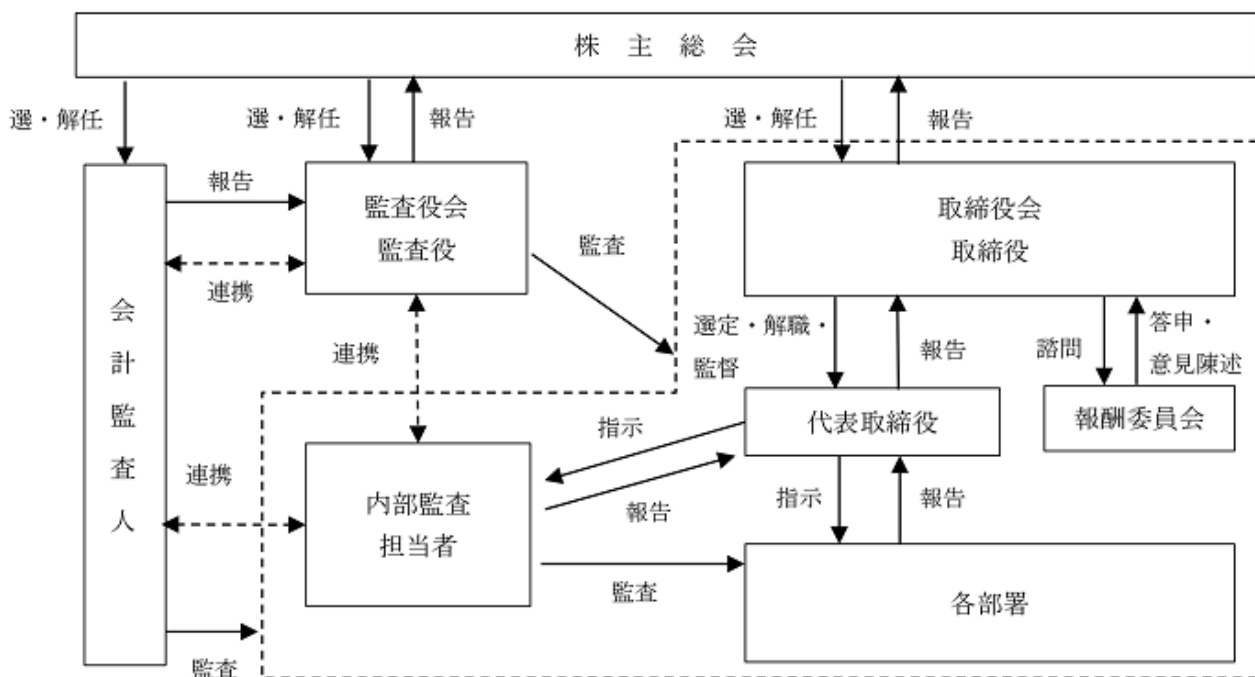 株 主 総 会
選・解任
選・解任
報告
選・解任
報告
報告
監査役会
監査役
監査
取締役会
取締役
連携
会計監査人
連携
選定・解職・
監督
報告
諮問
答申・
意見陳述
代表取締役
報酬委員会
指示
連携
内部監査
担当者
報告
指示
報告
監査
各部署
監査